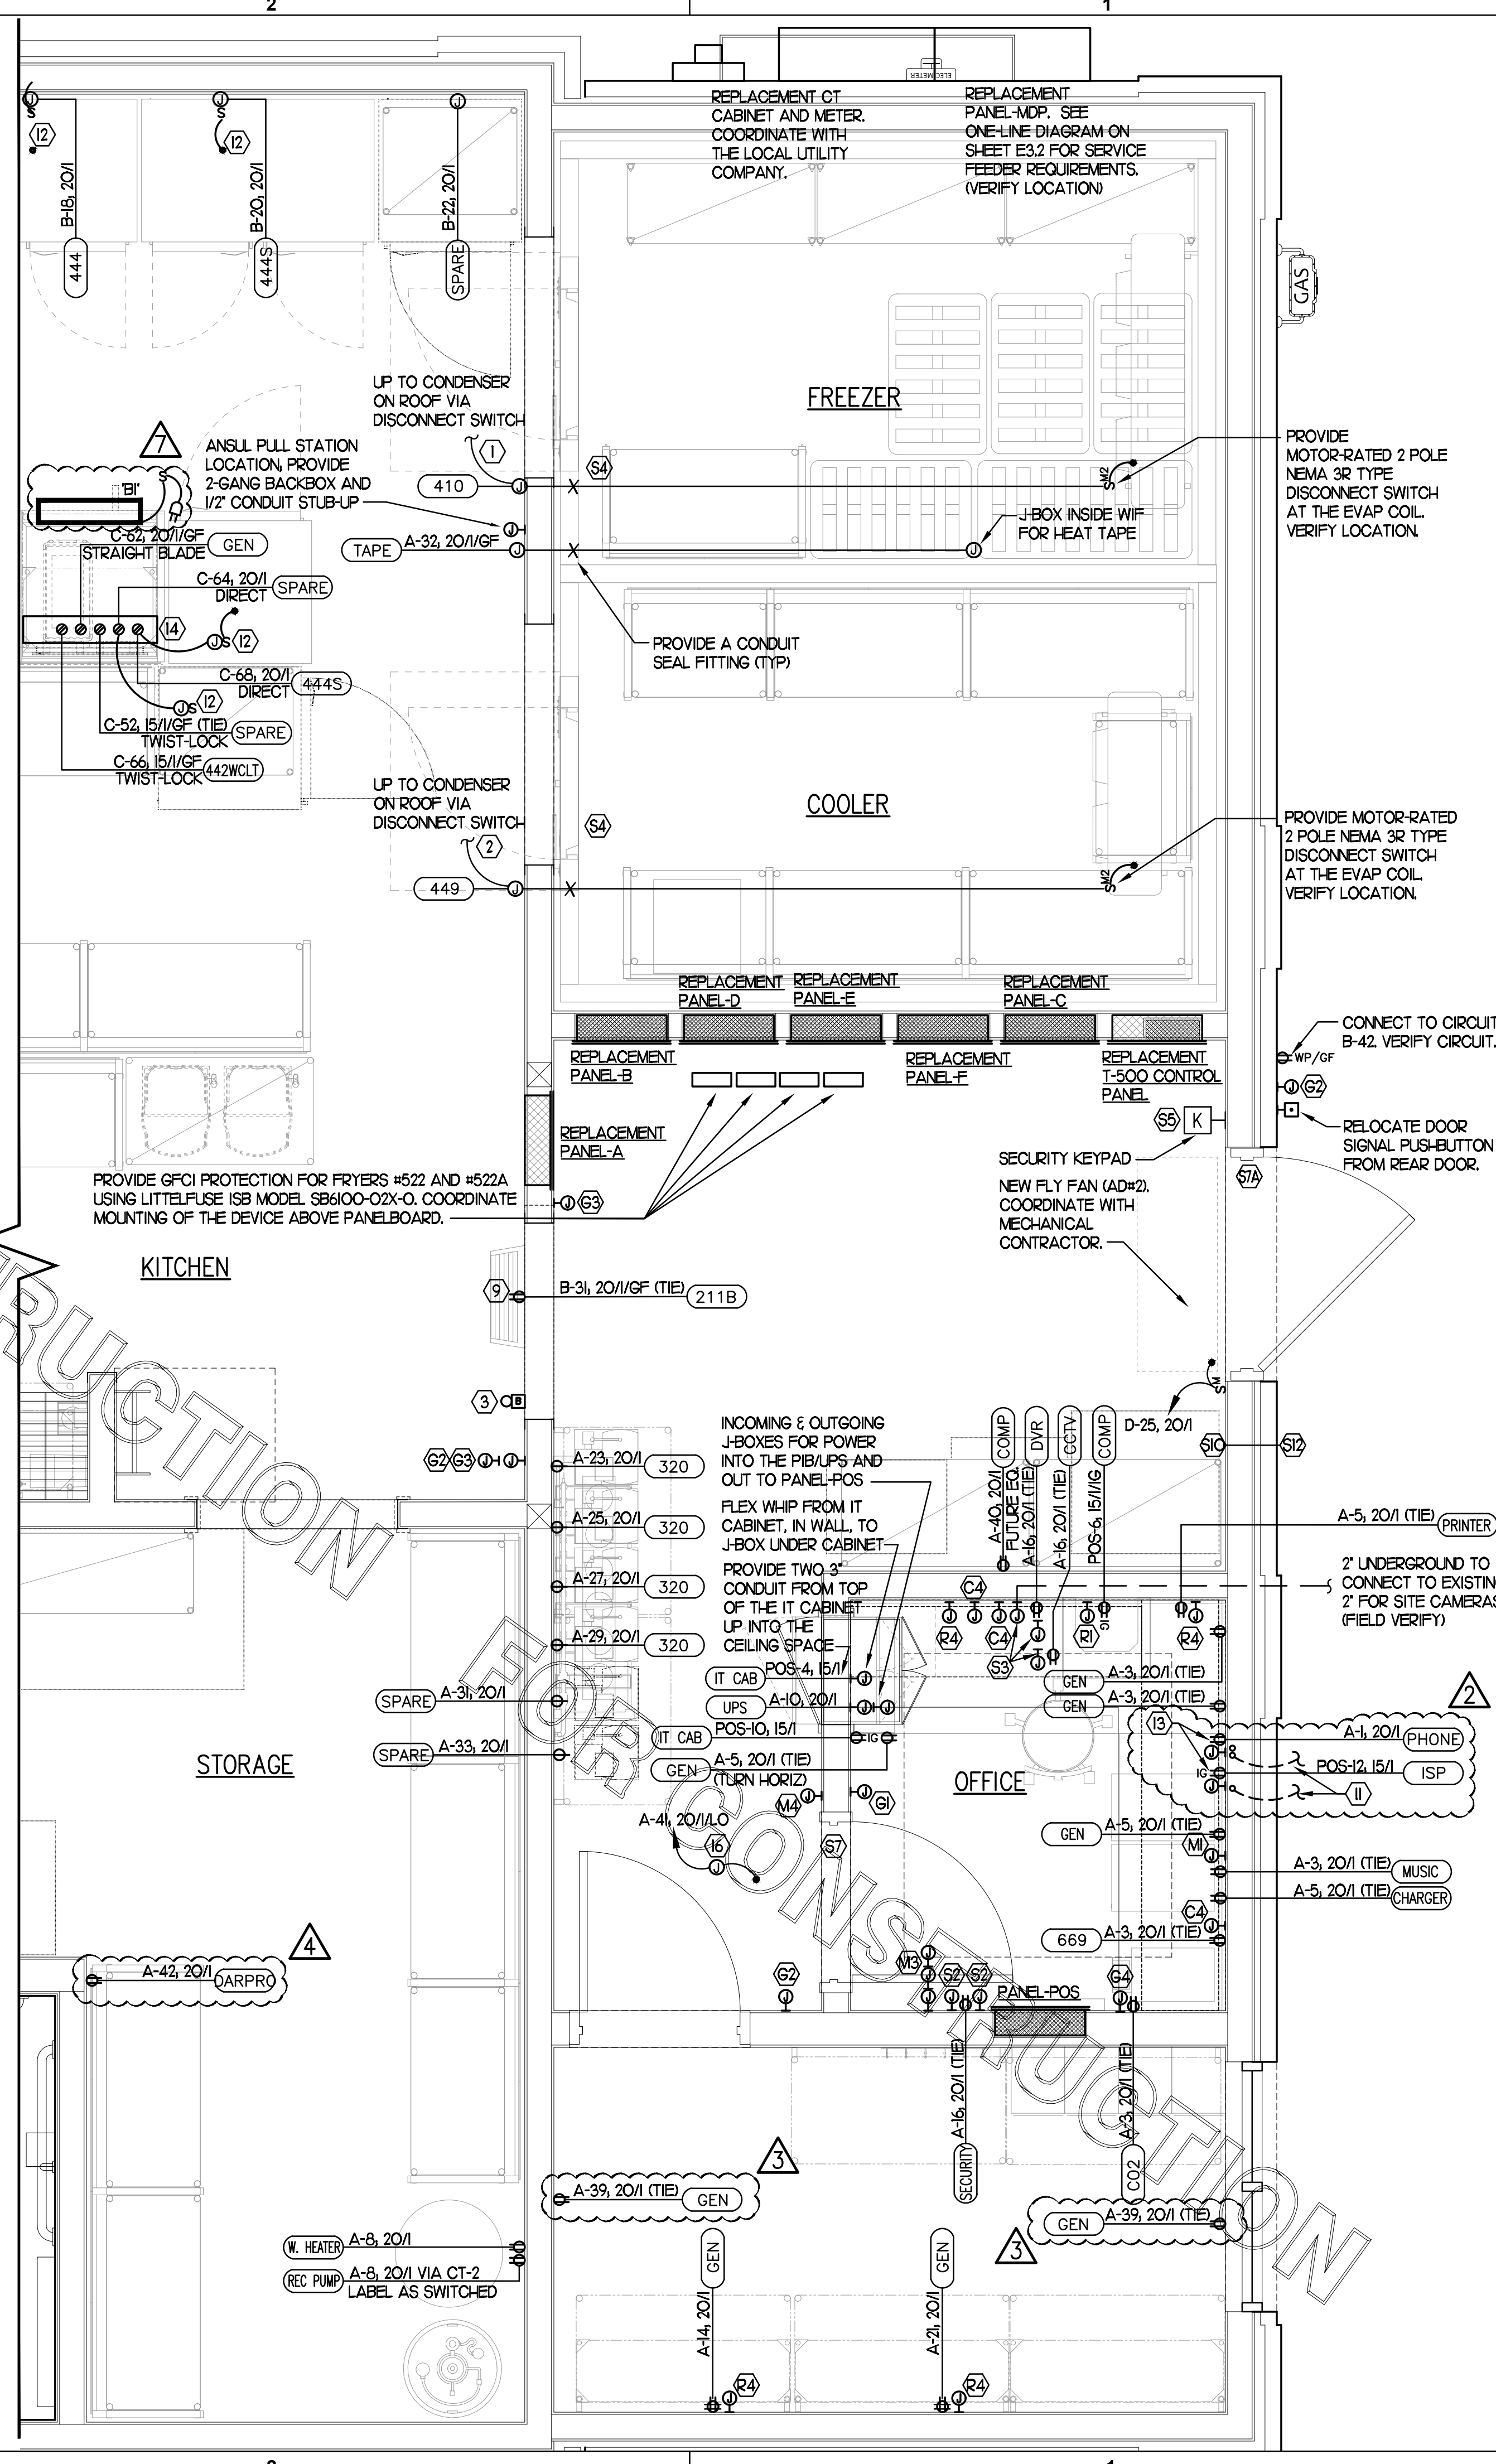 2
1
ELEC METER
REPLACEMENT CT
CABINET AND METER.
COORDINATE WITH
THE LOCAL UTILITY
COMPANY.
REPLACEMENT
PANEL-MDP. SEE
ONE-LINE DIAGRAM ON
SHEET E3.2 FOR SERVICE
FEEDER REQUIREMENTS.
(VERIFY LOCATION)
J
S
12
B-18, 20/1
444
J
S
12
B-20, 20/1
444S
J
B-22, 20/1
SPARE
GAS
UP TO CONDENSER
ON ROOF VIA
DISCONNECT SWITCH
1
FREEZER
7
ANSUL PULL STATION
LOCATION, PROVIDE
2-GANG BACKBOX AND
1/2" CONDUIT STUB-UP
'B1'
S
410
J
X
S4
S M2
PROVIDE
MOTOR-RATED 2 POLE
NEMA 3R TYPE
DISCONNECT SWITCH
AT THE EVAP COIL.
VERIFY LOCATION.
J
TAPE
A-32, 20/1/GF
J
X
J
J-BOX INSIDE WIF
FOR HEAT TAPE
C-62, 20/1/GF
STRAIGHT BLADE
GEN
C-64, 20/1
DIRECT
SPARE
14
J S
12
PROVIDE A CONDUIT
SEAL FITTING (TYP)
C-68, 20/1
DIRECT
444S
J S
12
C-52, 15/1/GF (TIE)
TWIST-LOCK
SPARE
C-66, 15/1/GF
TWIST-LOCK
442WCLT
UP TO CONDENSER
ON ROOF VIA
DISCONNECT SWITCH
2
S4
COOLER
449
J
X
S M2
PROVIDE MOTOR-RATED
2 POLE NEMA 3R TYPE
DISCONNECT SWITCH
AT THE EVAP COIL.
VERIFY LOCATION.
REPLACEMENT
PANEL-D
REPLACEMENT
PANEL-E
REPLACEMENT
PANEL-C
REPLACEMENT
PANEL-B
REPLACEMENT
PANEL-F
REPLACEMENT
T-500 CONTROL
PANEL
CONNECT TO CIRCUIT
B-42. VERIFY CIRCUIT.
WP/GF
J
G2
RELOCATE DOOR
SIGNAL PUSHBUTTON
FROM REAR DOOR.
S5
K
S7A
REPLACEMENT
PANEL-A
SECURITY KEYPAD
PROVIDE GFCI PROTECTION FOR FRYERS #522 AND #522A
USING LITTELFUSE ISB MODEL SB6100-02X-0. COORDINATE
MOUNTING OF THE DEVICE ABOVE PANELBOARD.
J
G3
NEW FLY FAN (AD#2).
COORDINATE WITH
MECHANICAL
CONTRACTOR.
KITCHEN
9
B-31, 20/1/GF (TIE)
211B
3
B
S M
D-25, 20/1
S10
S12
G2
G3
J
J
INCOMING & OUTGOING
J-BOXES FOR POWER
INTO THE PIB/UPS AND
OUT TO PANEL-POS
FLEX WHIP FROM IT
CABINET, IN WALL, TO
J-BOX UNDER CABINET
PROVIDE TWO 3"
CONDUIT FROM TOP
OF THE IT CABINET
UP INTO THE
CEILING SPACE
COMP
A-40, 20/1
FUTURE EQ.
DVR
A-16, 20/1 (TIE)
CCTV
A-16, 20/1 (TIE)
COMP
POS-6, 15/1/IG
A-5, 20/1 (TIE)
PRINTER
2" UNDERGROUND TO
CONNECT TO EXISTIN
2" FOR SITE CAMERAS
(FIELD VERIFY)
A-23, 20/1
320
A-25, 20/1
320
A-27, 20/1
320
A-29, 20/1
320
SPARE
A-31, 20/1
SPARE
A-33, 20/1
STORAGE
C4
R4
C4
S3
R1
IG
R4
IT CAB
POS-4, 15/1
J
UPS
A-10, 20/1
J
J
IT CAB
POS-10, 15/1
IG
GEN
A-5, 20/1 (TIE)
(TURN HORIZ)
GEN
A-3, 20/1 (TIE)
GEN
A-3, 20/1 (TIE)
2
13
A-1, 20/1
PHONE
J
IG
POS-12, 15/1
ISP
J
11
OFFICE
M4
J
J
G1
A-41, 20/1/LO
16
J
S7
GEN
A-5, 20/1 (TIE)
M1
J
A-3, 20/1 (TIE)
MUSIC
A-5, 20/1 (TIE)
CHARGER
C4
J
669
A-3, 20/1 (TIE)
4
A-42, 20/1
DARPRO
G2
J
M3
J
J
J
S2
S2
J
J
PANEL-POS
G4
J
A-16, 20/1 (TIE)
SECURITY
A-3, 20/1 (TIE)
CO2
3
A-39, 20/1 (TIE)
GEN
GEN
A-39, 20/1 (TIE)
3
W. HEATER
A-8, 20/1
REC PUMP
A-8, 20/1 VIA CT-2
LABEL AS SWITCHED
GEN
A-14, 20/1
J
R4
GEN
A-21, 20/1
J
R4
TRUCTION
FOR CONSTRUCTION